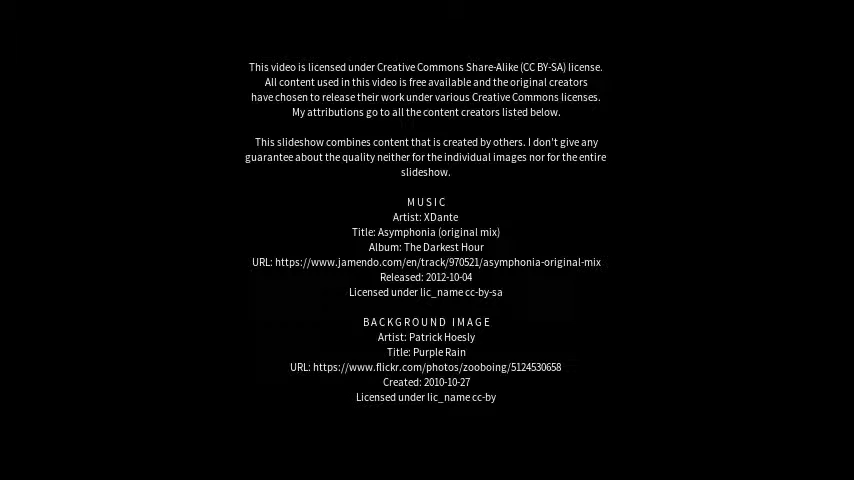 This video is licensed under Creative Commons Share-Alike (CC BY-SA) license.
All content used in this video is free available and the original creators
have chosen to release their work under various Creative Commons licenses.
My attributions go to all the content creators listed below.
This slideshow combines content that is created by others. I don't give any
guarantee about the quality neither for the individual images nor for the entire
slideshow.
MUSIC
Artist: XDante
Title: Asymphonia (original mix)
Album: The Darkest Hour
URL: https://www.jamendo.com/en/track/970521/asymphonia-original-mix
Released: 2012-10-04
Licensed under lic_name cc-by-sa
BACKGROUND IMAGE
Artist: Patrick Hoesly
Title: Purple Rain
URL: https://www.flickr.com/photos/zooboing/5124530658
Created: 2010-10-27
Licensed under lic_name cc-by